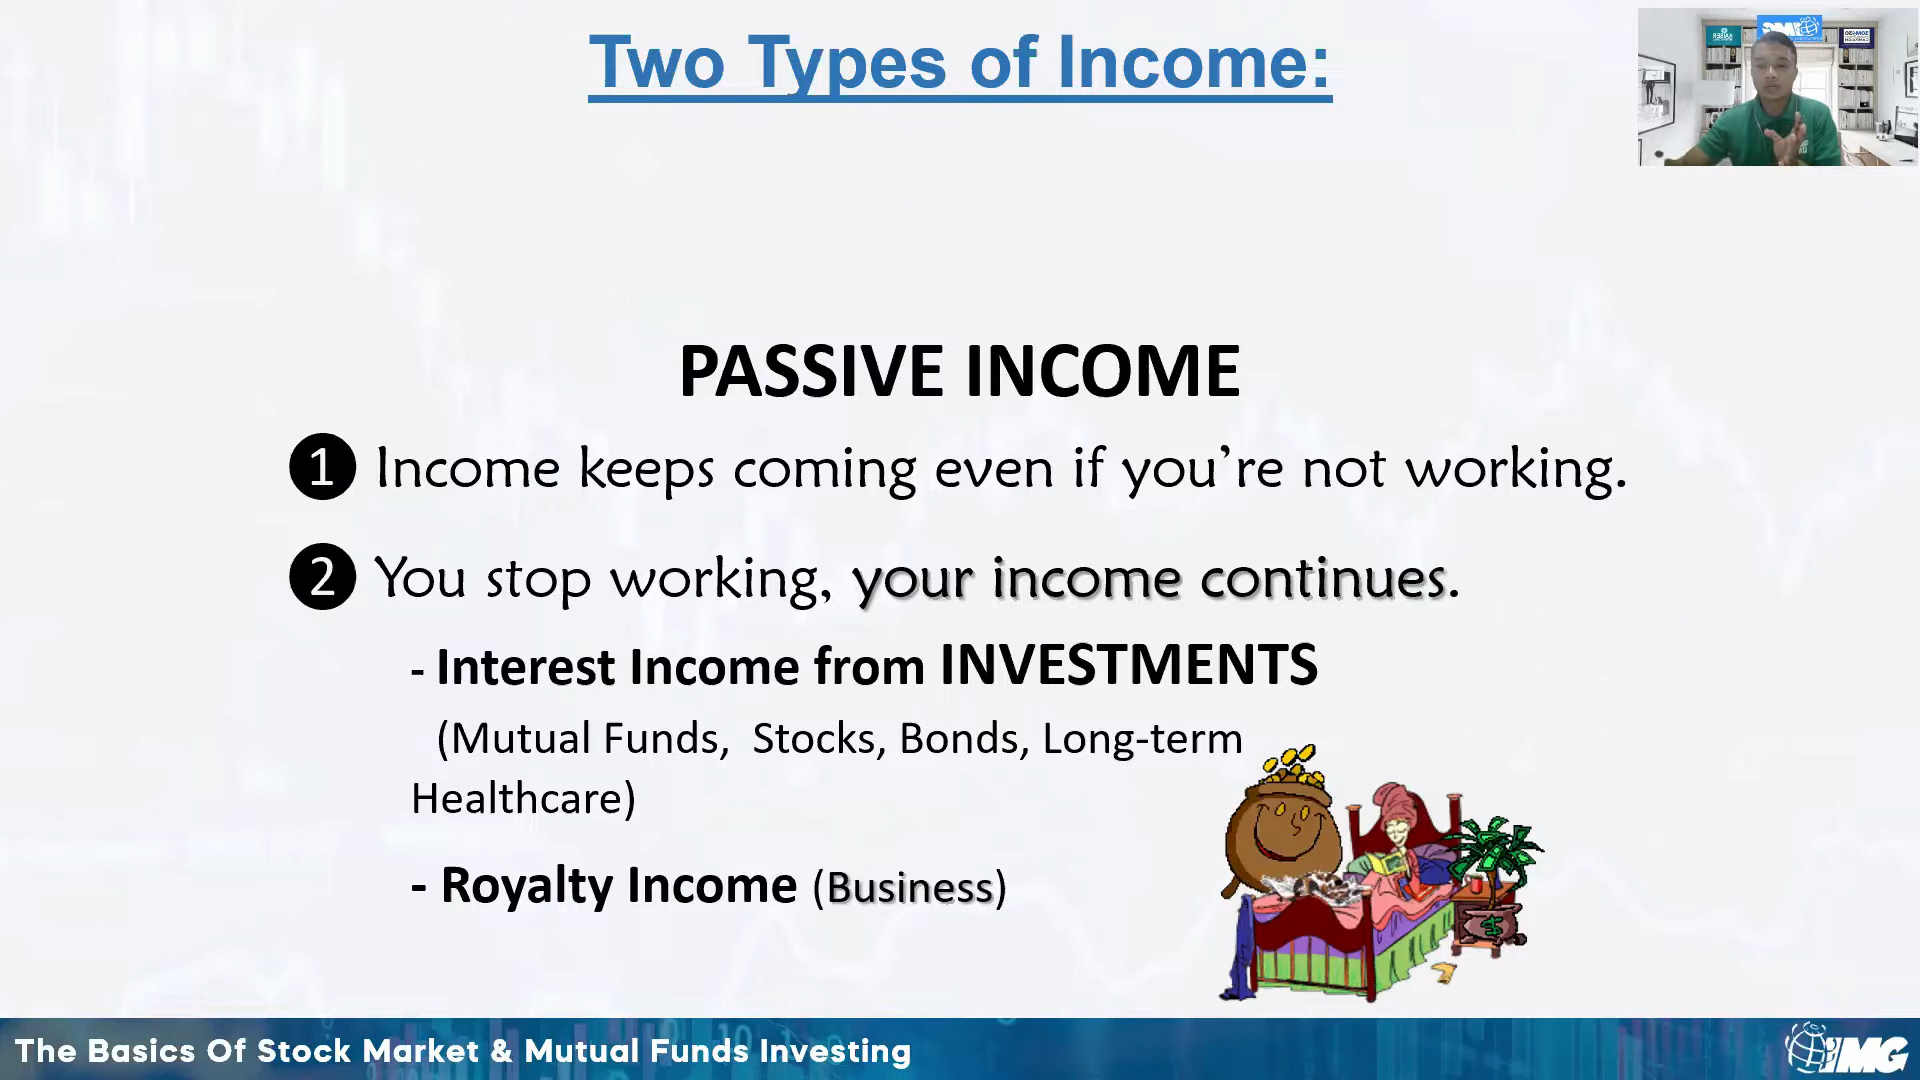 Two Types of Income:
PASSIVE INCOME
1 Income keeps coming even if you’re not working.
2 You stop working, your income continues.
- Interest Income from INVESTMENTS
(Mutual Funds, Stocks, Bonds, Long-term
Healthcare)
- Royalty Income (Business)
$
The Basics Of Stock Market & Mutual Funds Investing
IMG